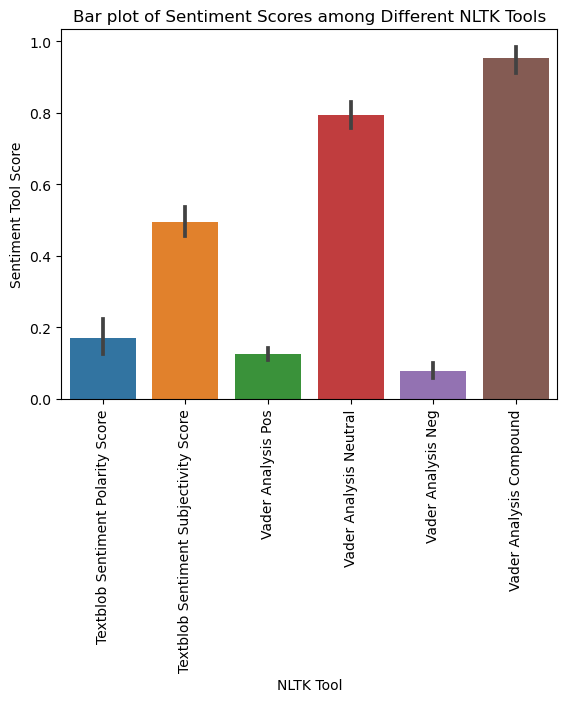 Bar plot of Sentiment Scores among Different NLTK Tools
Sentiment Tool Score
1.0
0.8
0.6
0.4
0.2
0.0
Textblob Sentiment Polarity Score
Textblob Sentiment Subjectivity Score
Vader Analysis Pos
Vader Analysis Neutral
Vader Analysis Neg
Vader Analysis Compound
NLTK Tool